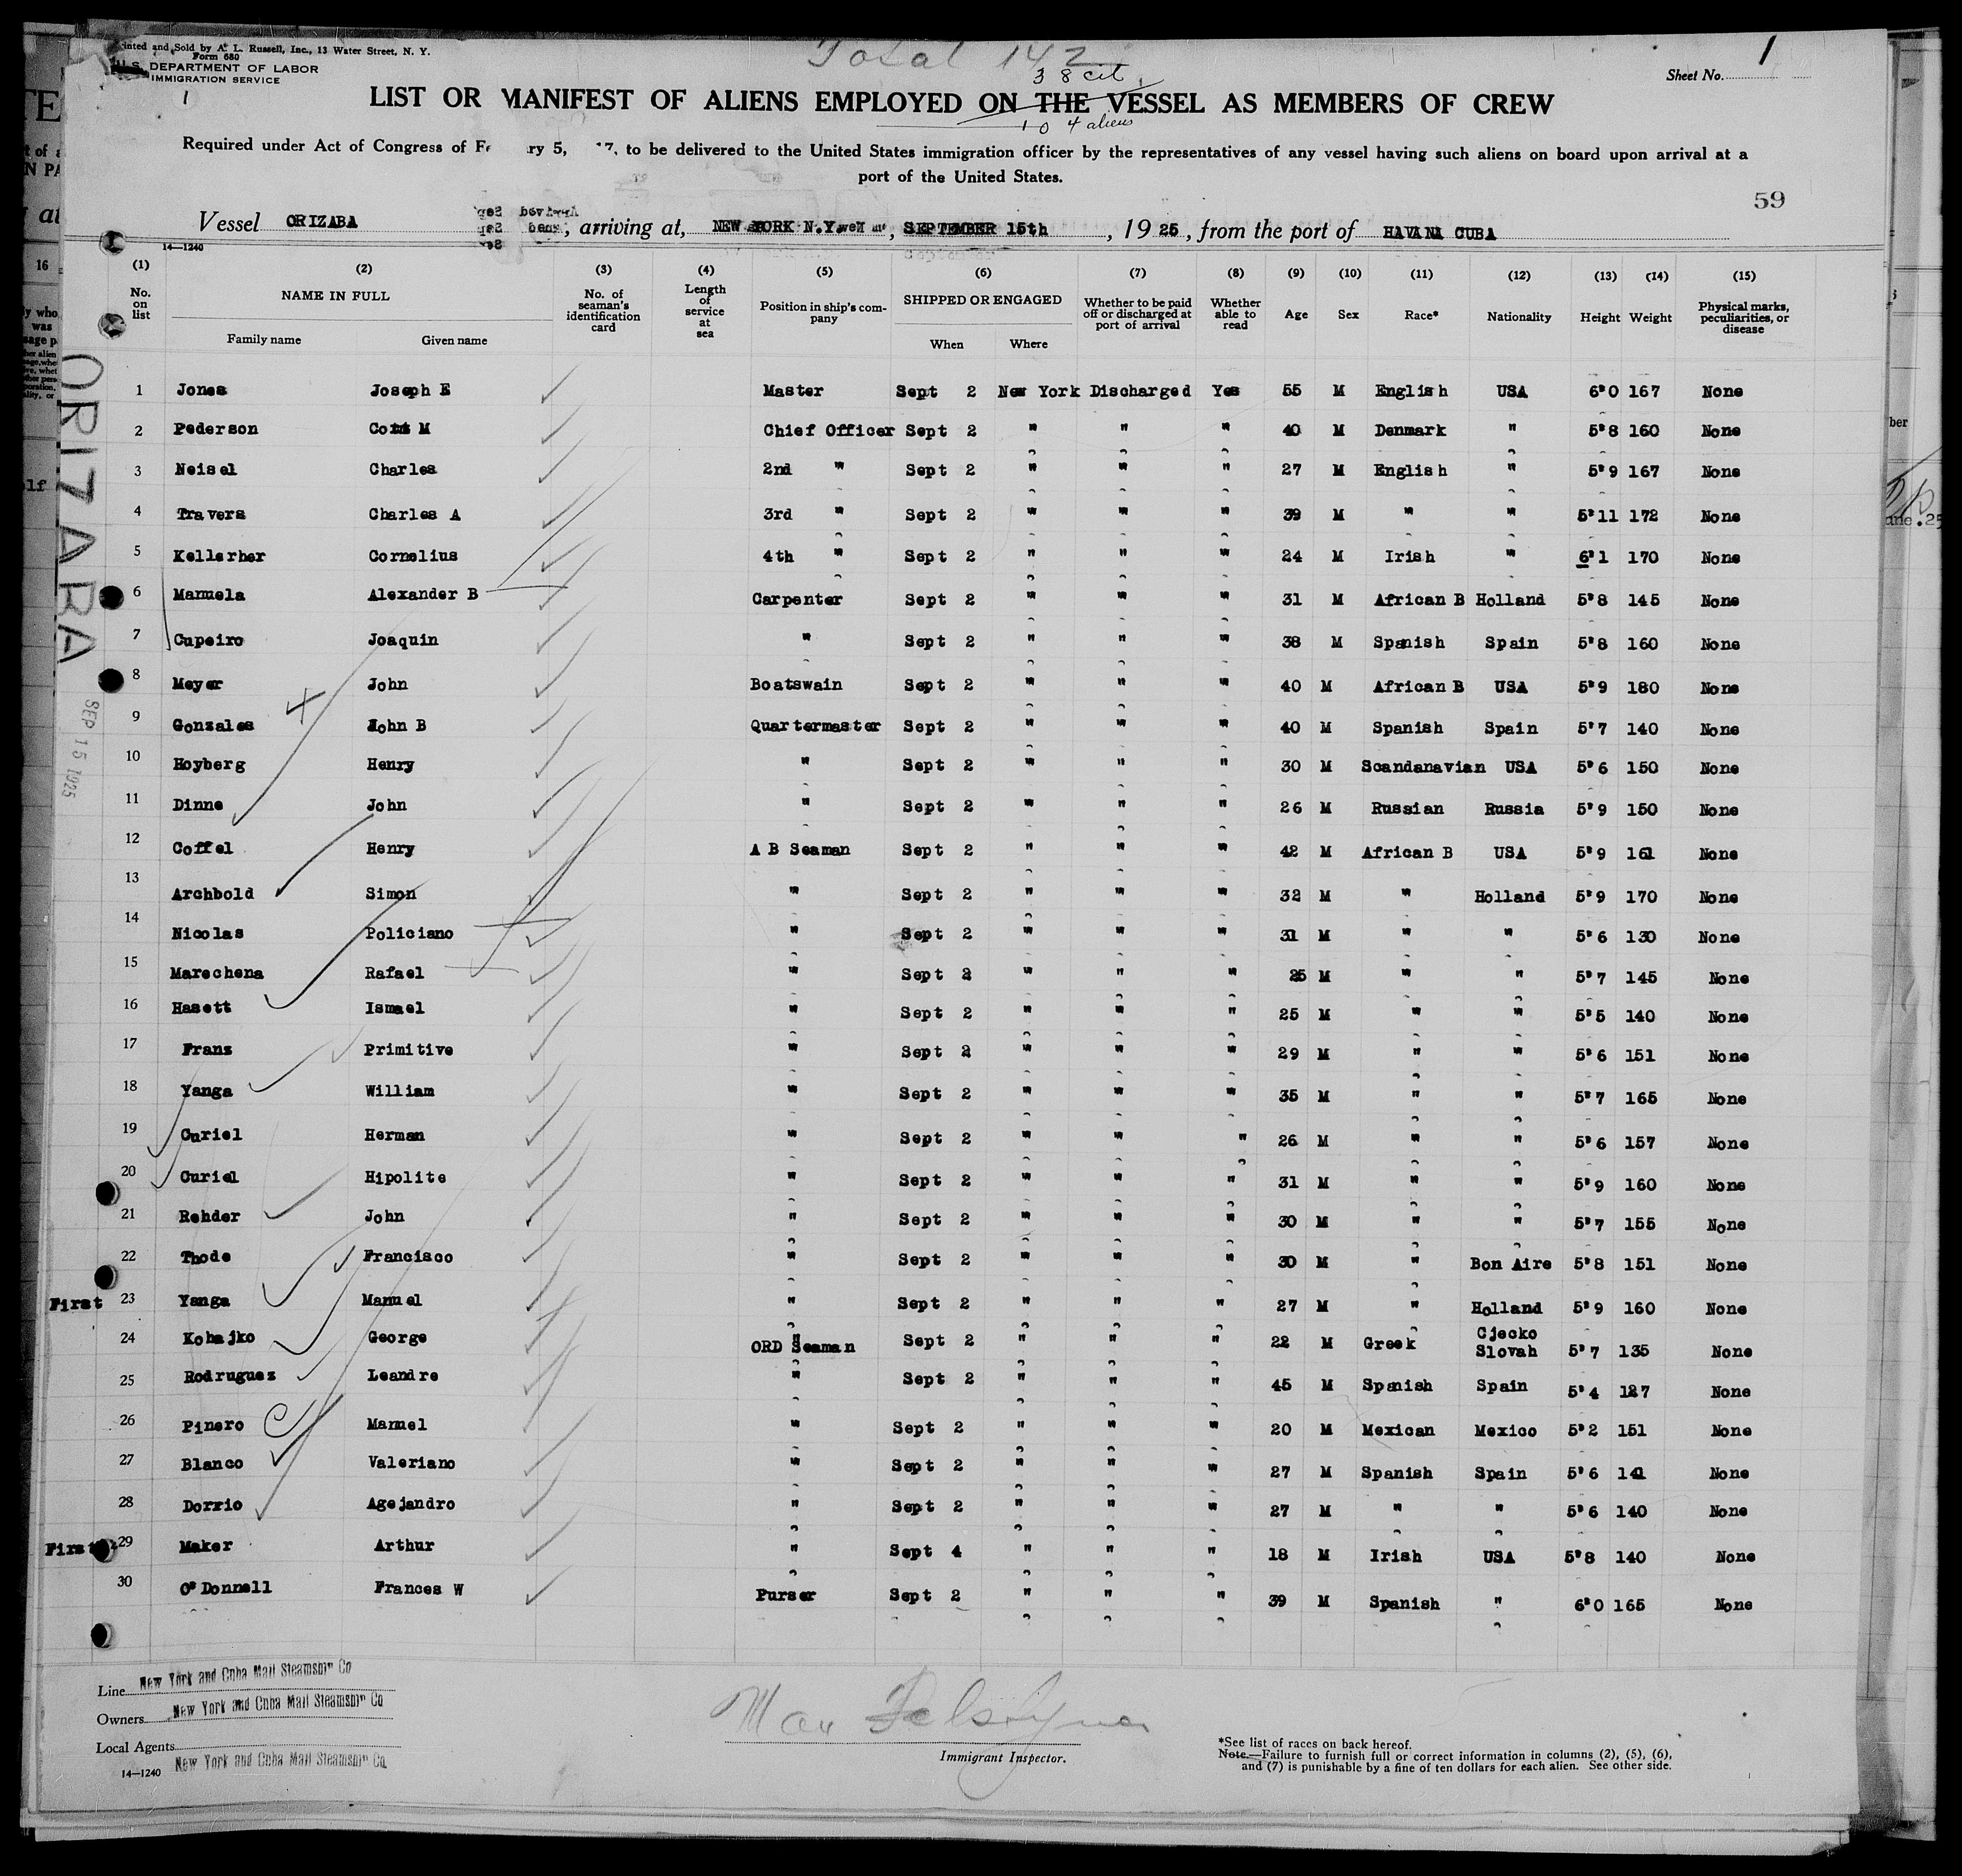 Printed and Sold by A. L. Russell, Inc., 13 Water Street, N. Y.
Form 680
U.S. DEPARTMENT OF LABOR
IMMIGRATION SERVICE
1
Total 142
38 cit.
104 aliens
Sheet No. 1
LIST OR MANIFEST OF ALIENS EMPLOYED ON THE VESSEL AS MEMBERS OF CREW
Required under Act of Congress of Fe ry 5, 17, to be delivered to the United States immigration officer by the representatives of any vessel having such aliens on board upon arrival at a
port of the United States.
59
Vessel ORIZABA, arriving at, NEW YORK N.Y., SEPTEMBER 15th, 1925, from the port of HAVANA CUBA
14—1240
(1) (2) (3) (4) (5) (6) (7) (8) (9) (10) (11) (12) (13) (14) (15)
No. on list NAME IN FULL Family name Given name No. of seaman's identification card Length of service at sea Position in ship's company SHIPPED OR ENGAGED When Where Whether to be paid off or discharged at port of arrival Whether able to read Age Sex Race* Nationality Height Weight Physical marks, peculiarities, or disease
1 Jones Joseph E Master Sept 2 New York Discharged Yes 55 M English USA 6'0 167 None
2 Pederson M Chief Officer Sept 2 " " " 40 M Denmark " 5'8 160 None
3 Neisel Charles 2nd " Sept 2 " " " 27 M English " 5'9 167 None
4 Travers Charles A 3rd " Sept 2 " " " 39 M " " 5'11 172 None
5 Kellerher Cornelius 4th " Sept 2 " " " 24 M Irish " 6'1 170 None
6 Manuela Alexander B Carpenter Sept 2 " " " 31 M African B Holland 5'8 145 None
7 Cupeiro Joaquin " Sept 2 " " " 38 M Spanish Spain 5'8 160 None
8 Meyer John Boatswain Sept 2 " " " 40 M African B USA 5'9 180 None
9 Gonzales John B Quartermaster Sept 2 " " " 40 M Spanish Spain 5'7 140 None
10 Hoyberg Henry " Sept 2 " " " 30 M Scandanavian USA 5'6 150 None
11 Dinne John " Sept 2 " " " 26 M Russian Russia 5'9 150 None
12 Coffel Henry A B Seaman Sept 2 " " " 42 M African B USA 5'9 161 None
13 Archbold Simon " Sept 2 " " " 32 M " Holland 5'9 170 None
14 Nicolas Policiano " Sept 2 " " " 31 M " " 5'6 130 None
15 Marechena Rafael " Sept 2 " " " 25 M " " 5'7 145 None
16 Hasett Ismael " Sept 2 " " " 25 M " " 5'5 140 None
17 Frans Primitive " Sept 2 " " " 29 M " " 5'6 151 None
18 Yanga William " Sept 2 " " " 35 M " " 5'7 165 None
19 Curiel Herman " Sept 2 " " " 26 M " " 5'6 157 None
20 Curiel Hipolite " Sept 2 " " " 31 M " " 5'9 160 None
21 Rehder John " Sept 2 " " " 30 M " " 5'7 155 None
22 Thode Francisco " Sept 2 " " " 30 M " Bon Aire 5'8 151 None
First 23 Yanga Manuel " Sept 2 " " " 27 M " Holland 5'9 160 None
24 Kohajko George ORD Seaman Sept 2 " " " 22 M Greek Cjecko Slovah 5'7 135 None
25 Rodruguez Leandre " Sept 2 " " " 45 M Spanish Spain 5'4 127 None
26 Pinero Manuel " Sept 2 " " " 20 M Mexican Mexico 5'2 151 None
27 Blanco Valeriano " Sept 2 " " " 27 M Spanish Spain 5'6 141 None
28 Dorrio Agejandro " Sept 2 " " " 27 M " " 5'6 140 None
First 29 Maker Arthur " Sept 4 " " " 18 M Irish USA 5'8 140 None
30 O'Donnell Frances W Purser Sept 2 " " " 39 M Spanish " 6'0 165 None
ORIZABA
SEP 15 1925
Line New York and Cuba Mail Steamship Co
Owners New York and Cuba Mail Steamship Co
Local Agents New York and Cuba Mail Steamship Co.
14—1240
Immigrant Inspector.
*See list of races on back hereof.
Note.—Failure to furnish full or correct information in columns (2), (5), (6),
and (7) is punishable by a fine of ten dollars for each alien. See other side.